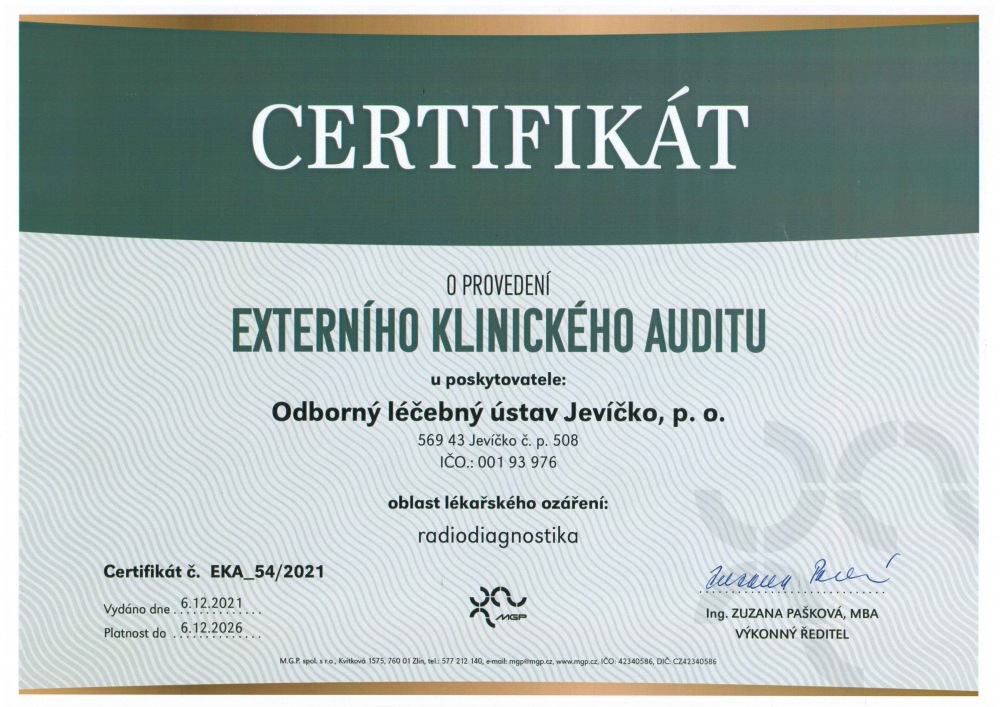 CERTIFIKÁT
O PROVEDENÍ
EXTERNÍHO KLINICKÉHO AUDITU
u poskytovatele:
Odborný léčebný ústav Jevíčko, p. o.
569 43 Jevíčko č. p. 508
IČO.: 001 93 976
oblast lékařského ozáření:
radiodiagnostika
Certifikát č. EKA_54/2021
Vydáno dne 6.12.2021
Platnost do 6.12.2026
MGP
Zuzana Pašková
Ing. ZUZANA PAŠKOVÁ, MBA
VÝKONNÝ ŘEDITEL
M.G.P. spol. s r.o., Kvítková 1575, 760 01 Zlín, tel.: 577 212 140, e-mail: mgp@mgp.cz, www.mgp.cz, IČO: 42340586, DIČ: CZ42340586